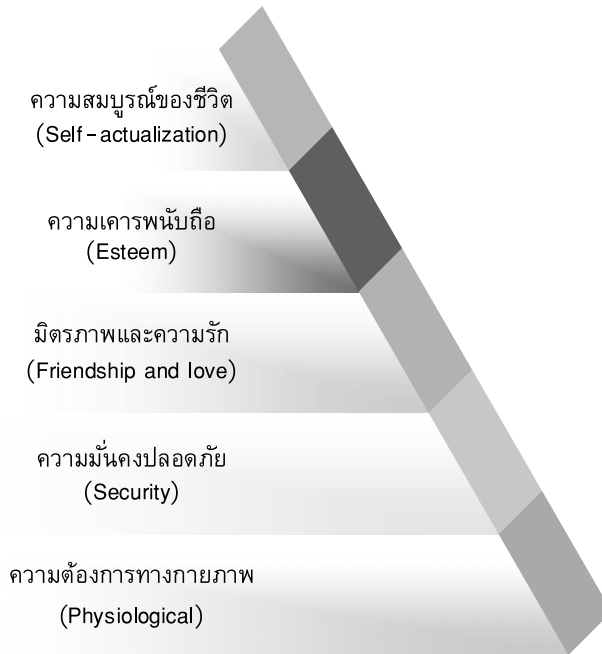 ความสมบูรณ์ของชีวิต
(Self-actualization)
ความเคารพนับถือ
(Esteem)
มิตรภาพและความรัก
(Friendship and love)
ความมั่นคงปลอดภัย
(Security)
ความต้องการทางกายภาพ
(Physiological)